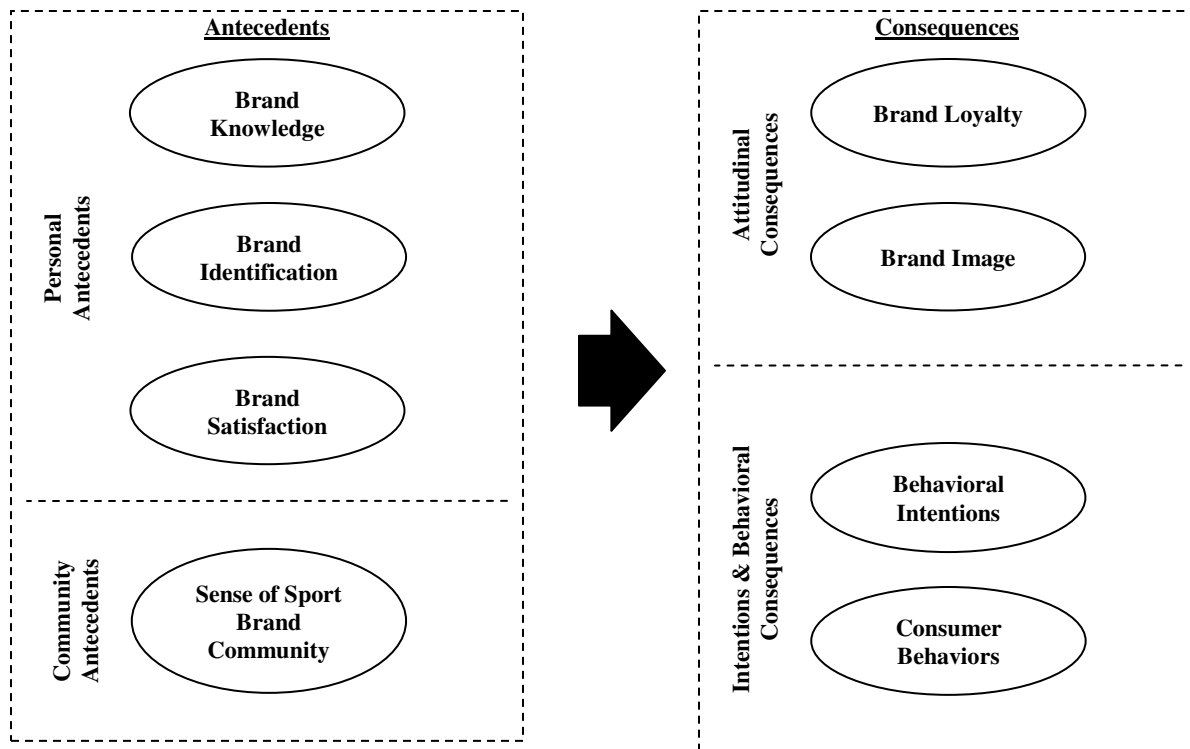 Antecedents
Personal
Antecedents
Brand
Knowledge
Brand
Identification
Brand
Satisfaction
Community
Antecedents
Sense of Sport
Brand
Community
Consequences
Attitudinal
Consequences
Brand Loyalty
Brand Image
Intentions & Behavioral
Consequences
Behavioral
Intentions
Consumer
Behaviors